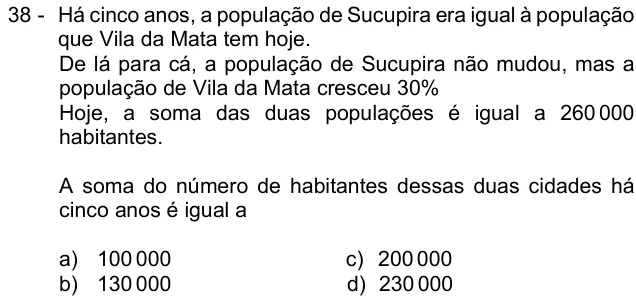 38 - Há cinco anos, a população de Sucupira era igual à população
que Vila da Mata tem hoje.
De lá para cá, a população de Sucupira não mudou, mas a
população de Vila da Mata cresceu 30%
Hoje, a soma das duas populações é igual a 260 000
habitantes.
A soma do número de habitantes dessas duas cidades há
cinco anos é igual a
a) 100 000 c) 200 000
b) 130 000 d) 230 000